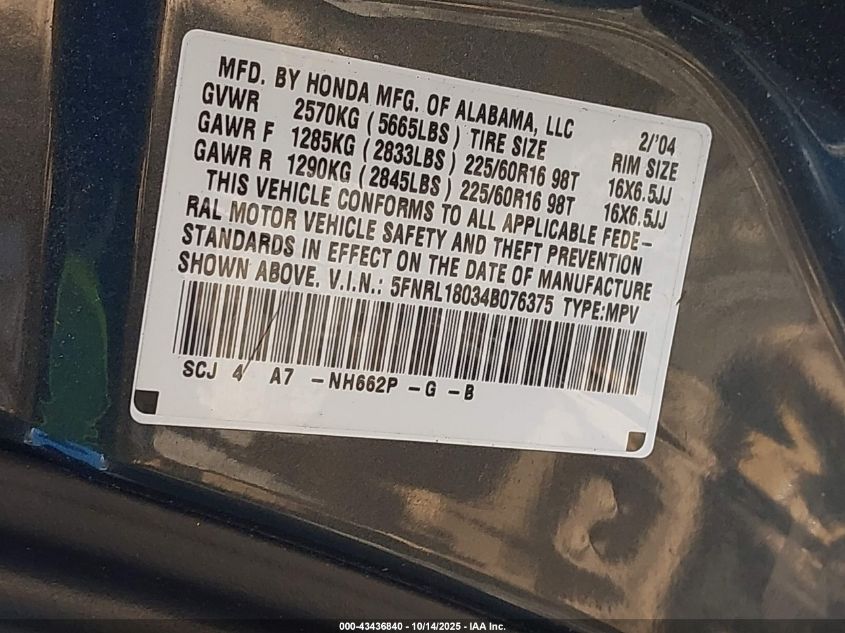 MFD. BY HONDA MFG. OF ALABAMA, LLC 2/'04
GVWR 2570KG ( 5665LBS ) TIRE SIZE RIM SIZE
GAWR F 1285KG ( 2833LBS ) 225/60R16 98T 16X6.5JJ
GAWR R 1290KG ( 2845LBS ) 225/60R16 98T 16X6.5JJ
THIS VEHICLE CONFORMS TO ALL APPLICABLE FEDE-
RAL MOTOR VEHICLE SAFETY AND THEFT PREVENTION
STANDARDS IN EFFECT ON THE DATE OF MANUFACTURE
SHOWN ABOVE. V.I.N.: 5FNRL18034B076375 TYPE:MPV
SCJ 4 A7 -NH662P -G -B
000-43436840 - 10/14/2025 - IAA Inc.